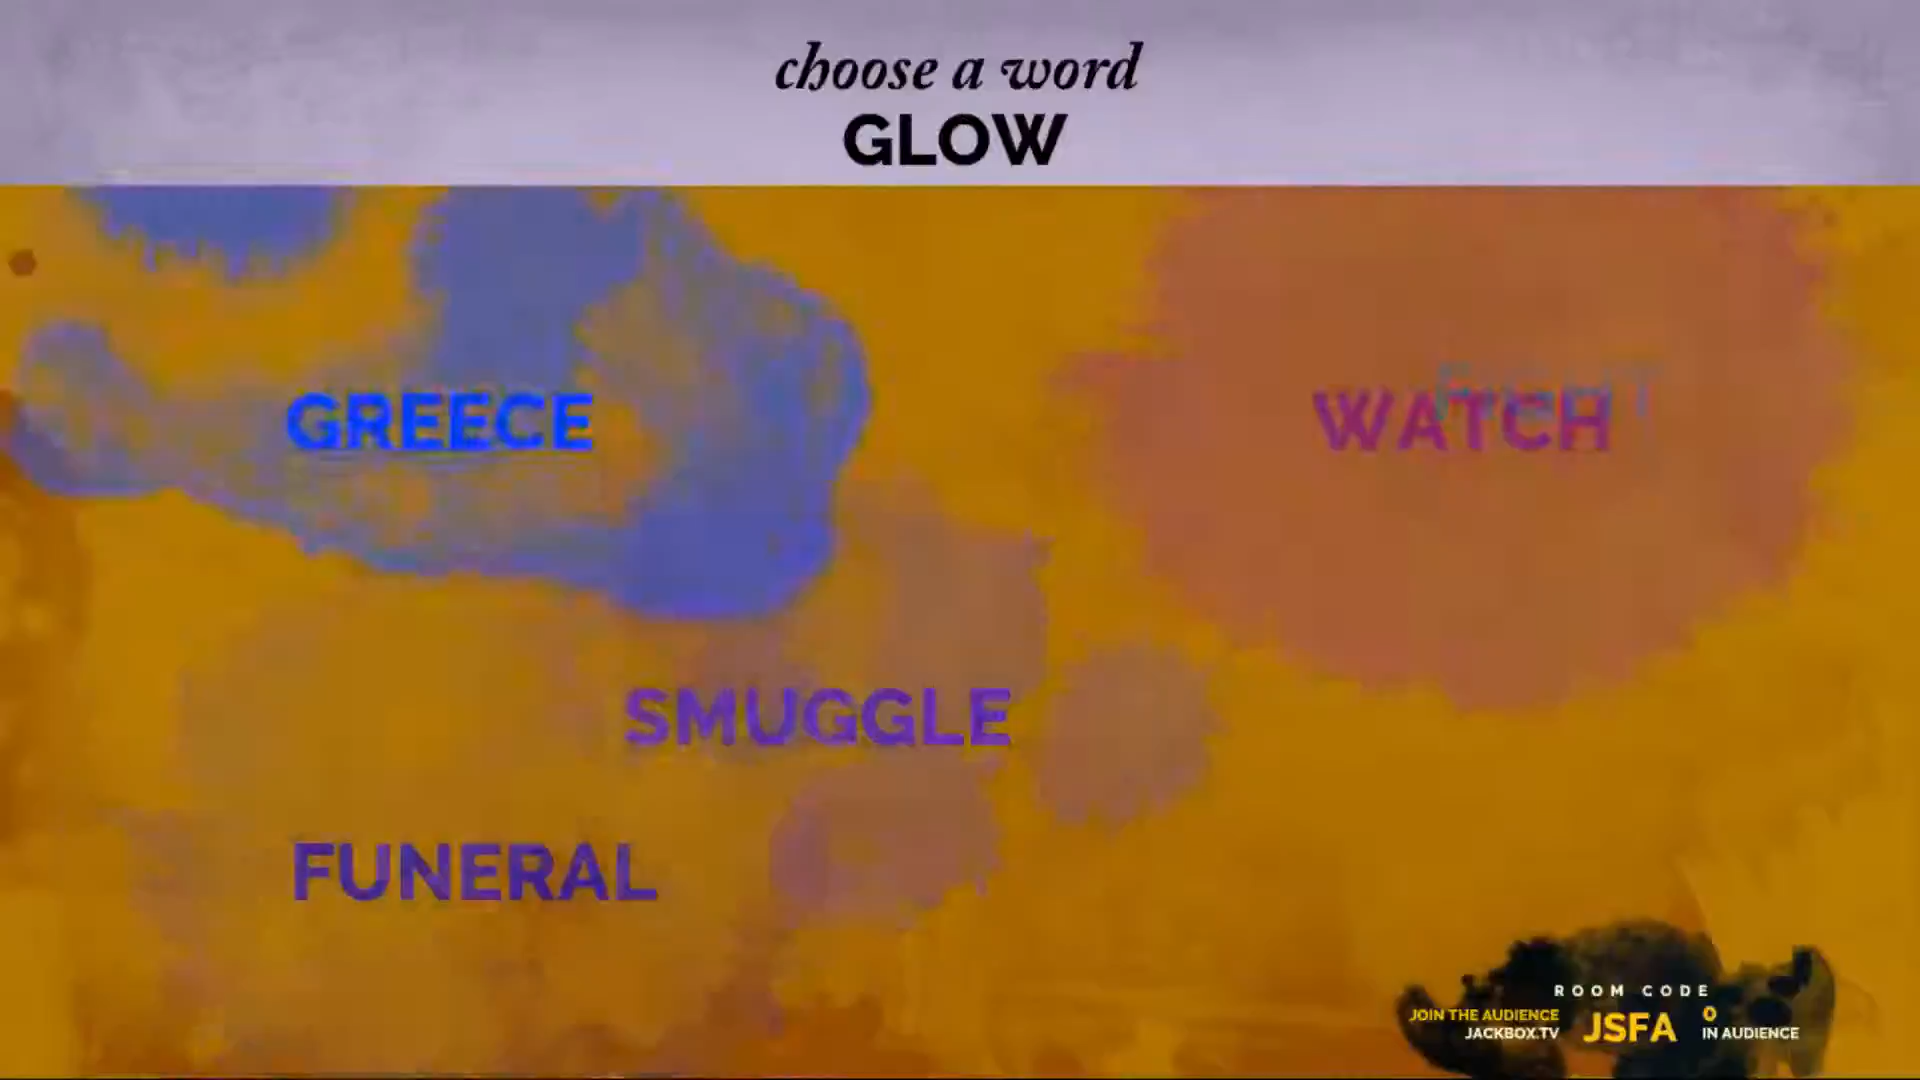 choose a word
GLOW
GREECE
WATCH
SMUGGLE
FUNERAL
ROOM CODE
JOIN THE AUDIENCE
JACKBOX.TV
JSFA
0
IN AUDIENCE